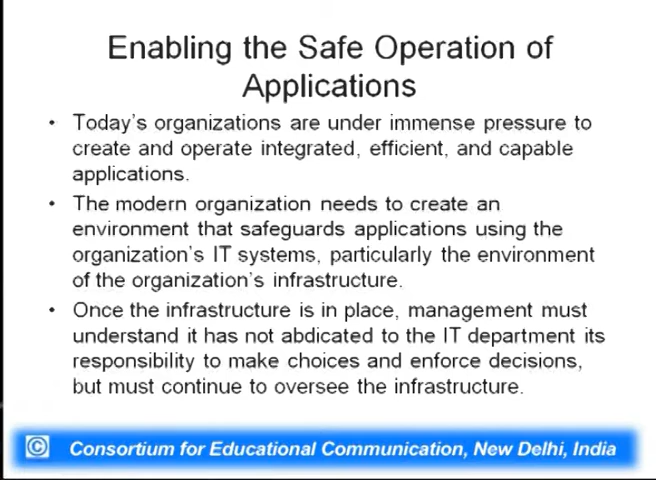 Enabling the Safe Operation of
Applications
• Today's organizations are under immense pressure to
create and operate integrated, efficient, and capable
applications.
• The modern organization needs to create an
environment that safeguards applications using the
organization's IT systems, particularly the environment
of the organization's infrastructure.
• Once the infrastructure is in place, management must
understand it has not abdicated to the IT department its
responsibility to make choices and enforce decisions,
but must continue to oversee the infrastructure.
© Consortium for Educational Communication, New Delhi, India